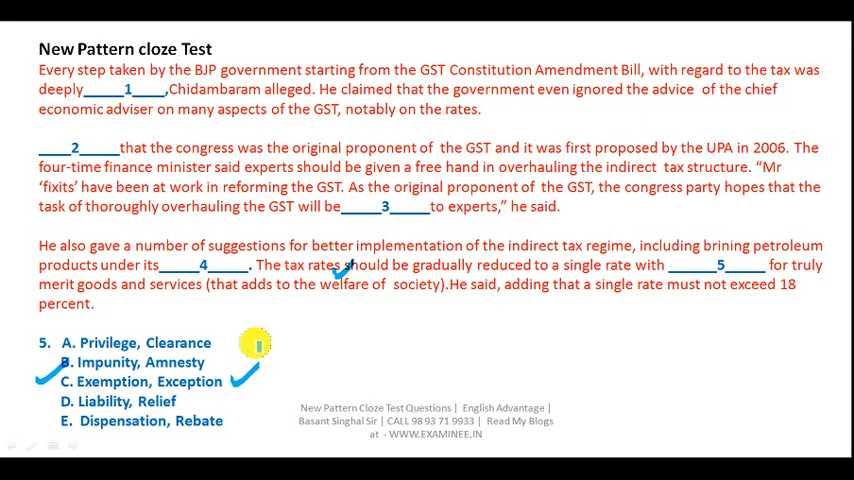 New Pattern cloze Test
Every step taken by the BJP government starting from the GST Constitution Amendment Bill, with regard to the tax was
deeply_____1____,Chidambaram alleged. He claimed that the government even ignored the advice of the chief
economic adviser on many aspects of the GST, notably on the rates.
____2_____that the congress was the original proponent of the GST and it was first proposed by the UPA in 2006. The
four-time finance minister said experts should be given a free hand in overhauling the indirect tax structure. “Mr
‘fixits’ have been at work in reforming the GST. As the original proponent of the GST, the congress party hopes that the
task of thoroughly overhauling the GST will be_____3_____to experts,” he said.
He also gave a number of suggestions for better implementation of the indirect tax regime, including brining petroleum
products under its_____4_____. The tax rates should be gradually reduced to a single rate with ______5_____ for truly
merit goods and services (that adds to the welfare of society).He said, adding that a single rate must not exceed 18
percent.
5. A. Privilege, Clearance
B. Impunity, Amnesty
C. Exemption, Exception
D. Liability, Relief
E. Dispensation, Rebate
New Pattern Cloze Test Questions | English Advantage |
Basant Singhal Sir | CALL 98 93 71 9933 | Read My Blogs
at - WWW.EXAMINEE.IN